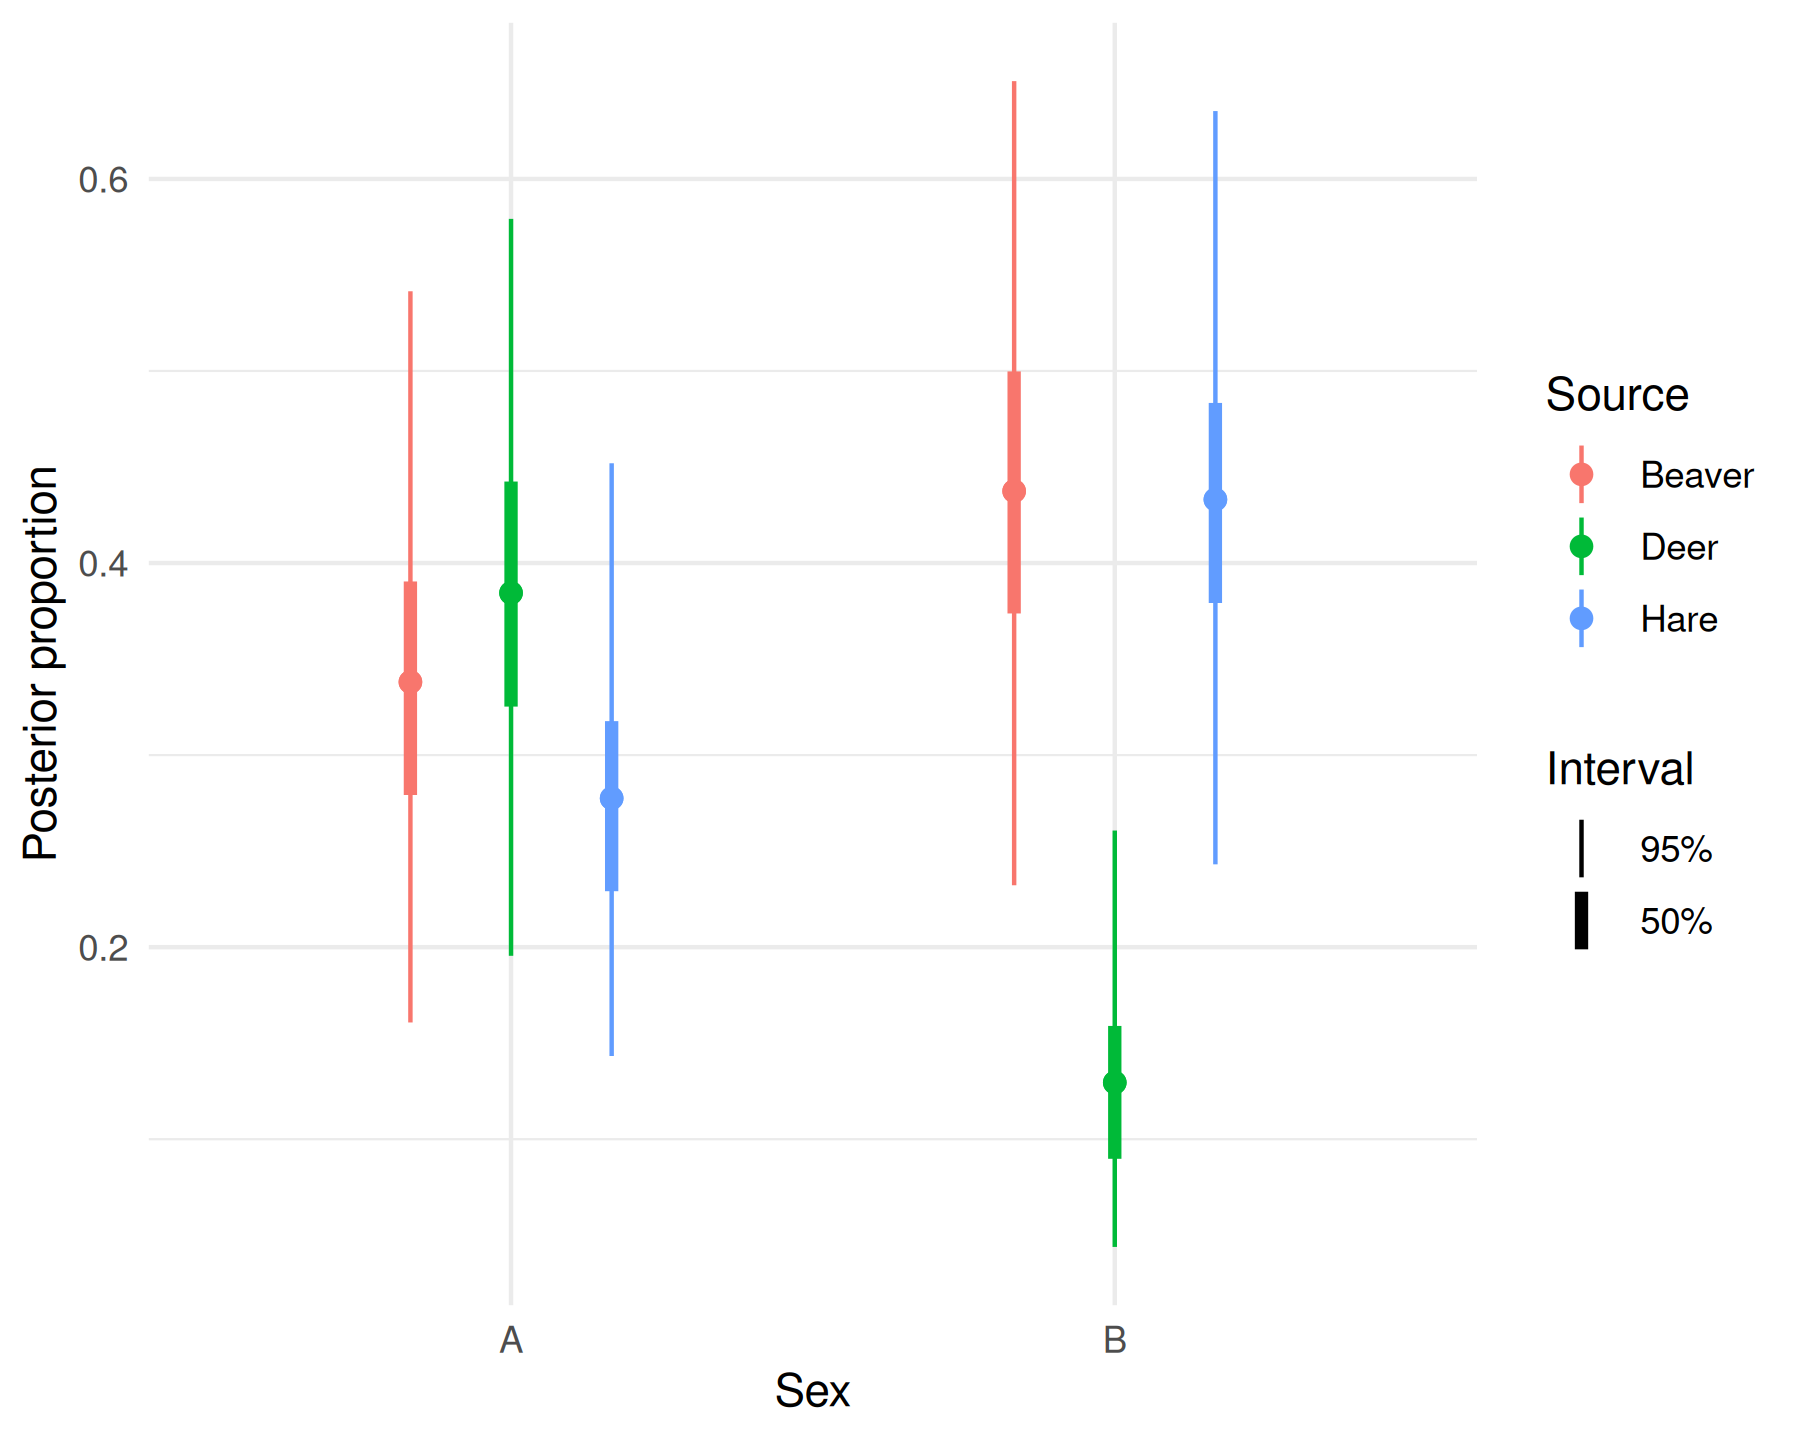 Posterior proportion
0.6
0.4
0.2
A
B
Sex
Source
Beaver
Deer
Hare
Interval
95%
50%